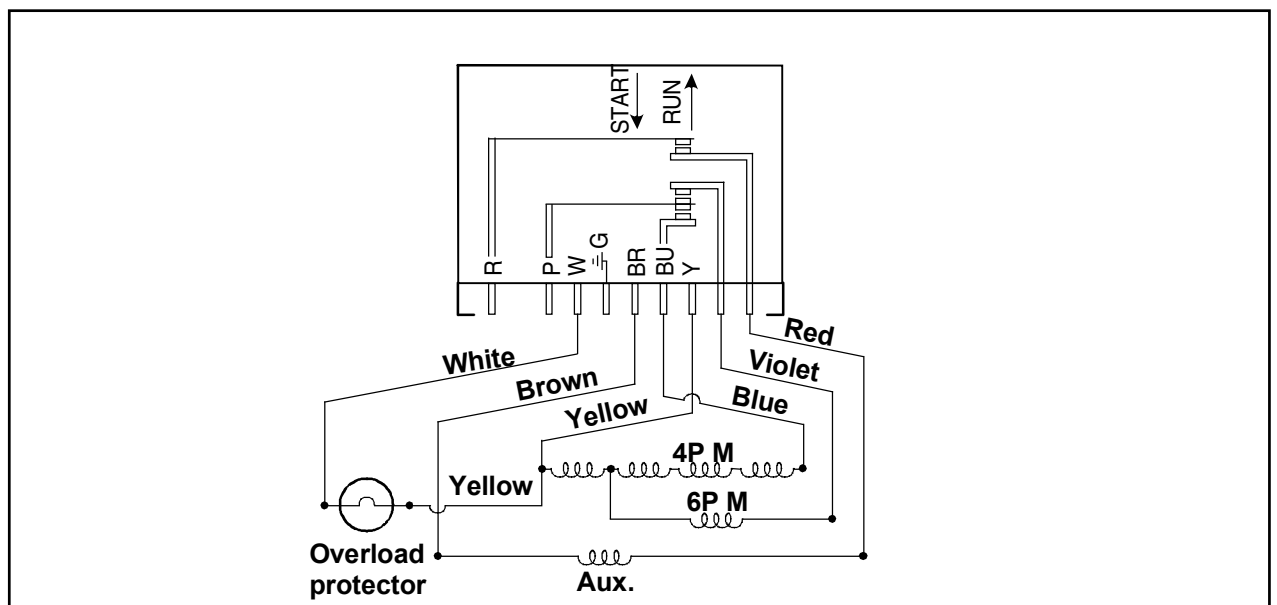 START
RUN
R
P
W
G
BR
BU
Y
Red
White
Violet
Brown
Blue
Yellow
4P M
Yellow
6P M
Overload
protector
Aux.